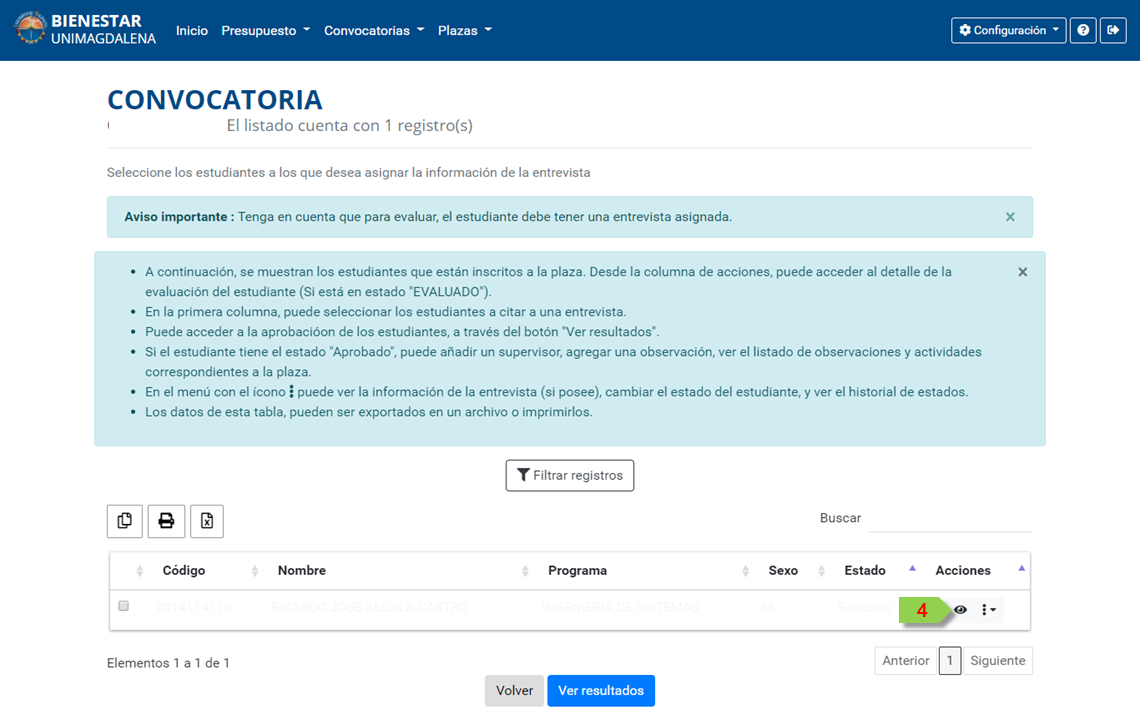 BIENESTAR
UNIMAGDALENA
Inicio Presupuesto Convocatorias Plazas Configuración
CONVOCATORIA
El listado cuenta con 1 registro(s)
Seleccione los estudiantes a los que desea asignar la información de la entrevista
Aviso importante : Tenga en cuenta que para evaluar, el estudiante debe tener una entrevista asignada. ×
• A continuación, se muestran los estudiantes que están inscritos a la plaza. Desde la columna de acciones, puede acceder al detalle de la ×
evaluación del estudiante (Si está en estado "EVALUADO").
• En la primera columna, puede seleccionar los estudiantes a citar a una entrevista.
• Puede acceder a la aprobacióon de los estudiantes, a través del botón "Ver resultados".
• Si el estudiante tiene el estado "Aprobado", puede añadir un supervisor, agregar una observación, ver el listado de observaciones y actividades
correspondientes a la plaza.
• En el menú con el ícono ⋮ puede ver la información de la entrevista (si posee), cambiar el estado del estudiante, y ver el historial de estados.
• Los datos de esta tabla, pueden ser exportados en un archivo o imprimirlos.
Filtrar registros
Buscar
Código Nombre Programa Sexo Estado Acciones
2014114110 RICARDO JOSE ALCALA CASTRO INGENIERIA DE SISTEMAS M Evaluado 4
Elementos 1 a 1 de 1 Anterior 1 Siguiente
Volver Ver resultados